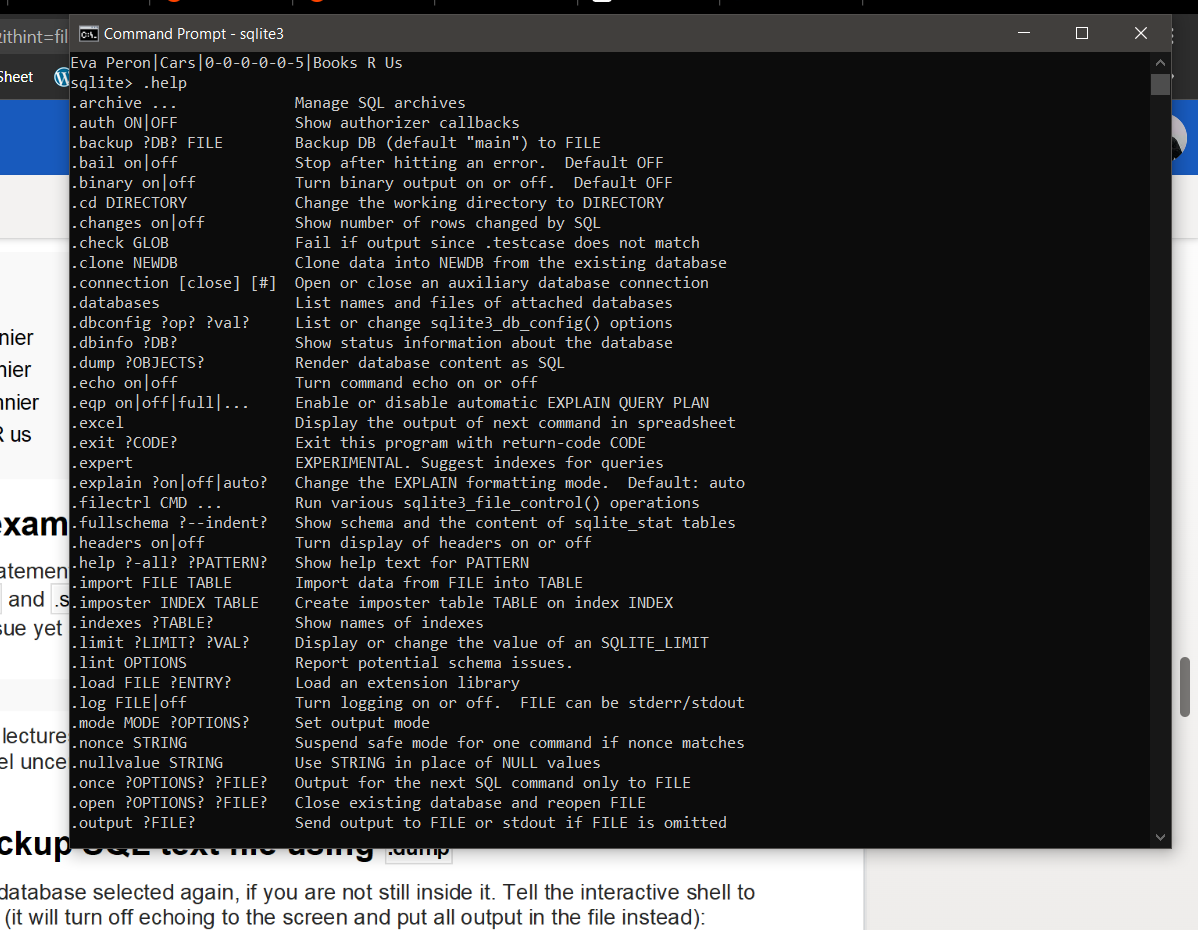 ithint=fil
Command Prompt - sqlite3
Sheet
Eva Peron|Cars|0-0-0-0-0-5|Books R Us
sqlite> .help
.archive ... Manage SQL archives
.auth ON|OFF Show authorizer callbacks
.backup ?DB? FILE Backup DB (default "main") to FILE
.bail on|off Stop after hitting an error.  Default OFF
.binary on|off Turn binary output on or off.  Default OFF
.cd DIRECTORY Change the working directory to DIRECTORY
.changes on|off Show number of rows changed by SQL
.check GLOB Fail if output since .testcase does not match
.clone NEWDB Clone data into NEWDB from the existing database
.connection [close] [#] Open or close an auxiliary database connection
.databases List names and files of attached databases
.dbconfig ?op? ?val? List or change sqlite3_db_config() options
.dbinfo ?DB? Show status information about the database
.dump ?OBJECTS? Render database content as SQL
.echo on|off Turn command echo on or off
.eqp on|off|full|... Enable or disable automatic EXPLAIN QUERY PLAN
.excel Display the output of next command in spreadsheet
.exit ?CODE? Exit this program with return-code CODE
.expert EXPERIMENTAL. Suggest indexes for queries
.explain ?on|off|auto? Change the EXPLAIN formatting mode.  Default: auto
.filectrl CMD ... Run various sqlite3_file_control() operations
.fullschema ?--indent? Show schema and the content of sqlite_stat tables
.headers on|off Turn display of headers on or off
.help ?-all? ?PATTERN? Show help text for PATTERN
.import FILE TABLE Import data from FILE into TABLE
.imposter INDEX TABLE Create imposter table TABLE on index INDEX
.indexes ?TABLE? Show names of indexes
.limit ?LIMIT? ?VAL? Display or change the value of an SQLITE_LIMIT
.lint OPTIONS Report potential schema issues.
.load FILE ?ENTRY? Load an extension library
.log FILE|off Turn logging on or off.  FILE can be stderr/stdout
.mode MODE ?OPTIONS? Set output mode
.nonce STRING Suspend safe mode for one command if nonce matches
.nullvalue STRING Use STRING in place of NULL values
.once ?OPTIONS? ?FILE? Output for the next SQL command only to FILE
.open ?OPTIONS? ?FILE? Close existing database and reopen FILE
.output ?FILE? Send output to FILE or stdout if FILE is omitted
nier
nier
nnier
R us
exam
atemen
and .s
sue yet
lecture
el unce
ckup SQL text file using .dump
database selected again, if you are not still inside it. Tell the interactive shell to
(it will turn off echoing to the screen and put all output in the file instead):